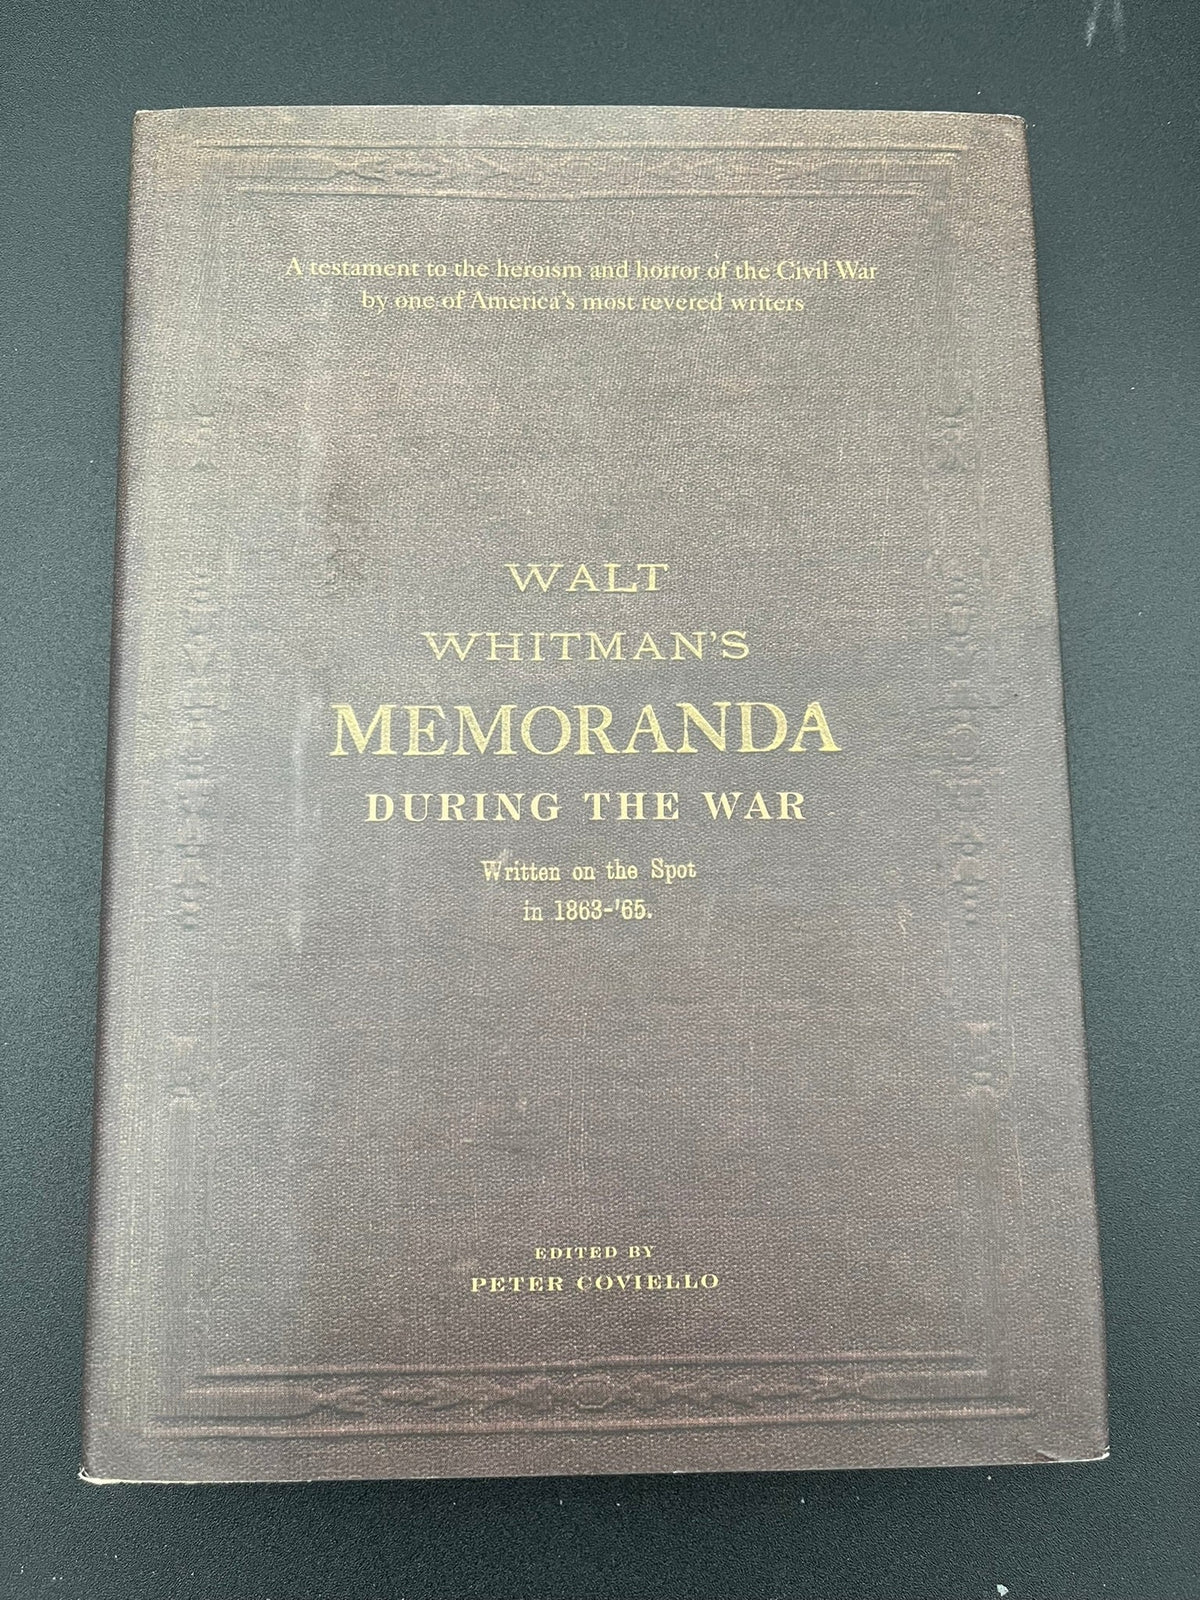 A testament to the heroism and horror of the Civil War
by one of America's most revered writers
WALT
WHITMAN'S
MEMORANDA
DURING THE WAR
Written on the Spot
in 1863-'65.
EDITED BY
PETER COVIELLO